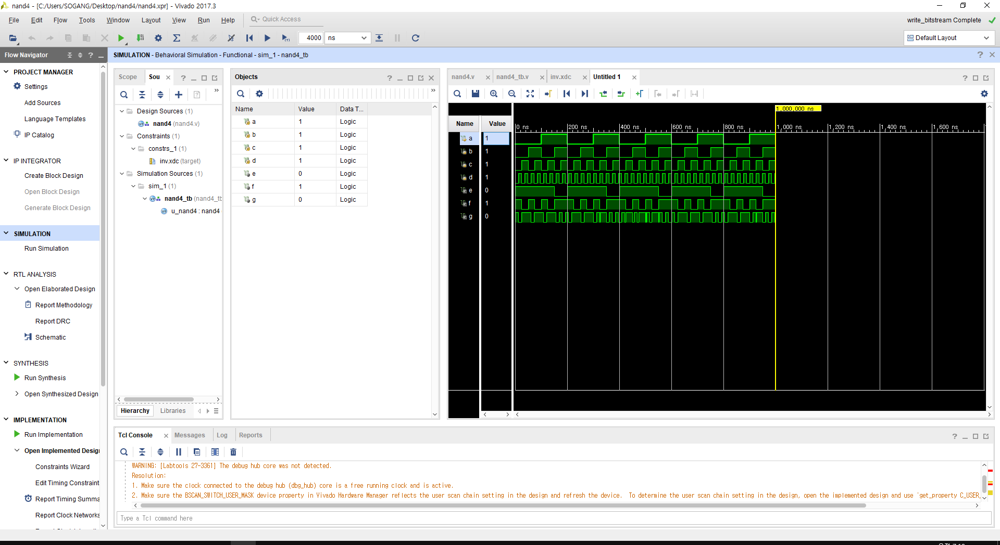 nand4 - [C:/Users/SOGANG/Desktop/nand4/nand4.xpr] - Vivado 2017.3
File Edit Flow Tools Window Layout View Run Help Quick Access
write_bitstream Complete
4000 ns
Default Layout
Flow Navigator
SIMULATION - Behavioral Simulation - Functional - sim_1 - nand4_tb
PROJECT MANAGER
Settings
Add Sources
Language Templates
IP Catalog
IP INTEGRATOR
Create Block Design
Open Block Design
Generate Block Design
SIMULATION
Run Simulation
RTL ANALYSIS
Open Elaborated Design
Report Methodology
Report DRC
Schematic
SYNTHESIS
Run Synthesis
Open Synthesized Design
IMPLEMENTATION
Run Implementation
Open Implemented Desig
Constraints Wizard
Edit Timing Constraint
Report Timing Summa
Report Clock Networks
Scope Sou
Design Sources (1)
nand4 (nand4.v)
Constraints (1)
constrs_1 (1)
inv.xdc (target)
Simulation Sources (1)
sim_1 (1)
nand4_tb (nand4_tb
u_nand4 : nand4
Hierarchy Libraries
Objects
Name Value Data T...
a 1 Logic
b 1 Logic
c 1 Logic
d 1 Logic
e 0 Logic
f 1 Logic
g 0 Logic
nand4.v nand4_tb.v inv.xdc Untitled 1
1,000,000 ns
Name Value
0 ns 200 ns 400 ns 600 ns 800 ns 1,000 ns 1,200 ns 1,400 ns 1,600 ns
a 1
b 1
c 1
d 1
e 0
f 1
g 0
Tcl Console Messages Log Reports
WARNING: [Labtools 27-3361] The debug hub core was not detected.
Resolution:
1. Make sure the clock connected to the debug hub (dbg_hub) core is a free running clock and is active.
2. Make sure the BSCAN_SWITCH_USER_MASK device property in Vivado Hardware Manager reflects the user scan chain setting in the design and refresh the device. To determine the user scan chain setting in the design, open the implemented design and use 'get_property C_USER_
Type a Tcl command here